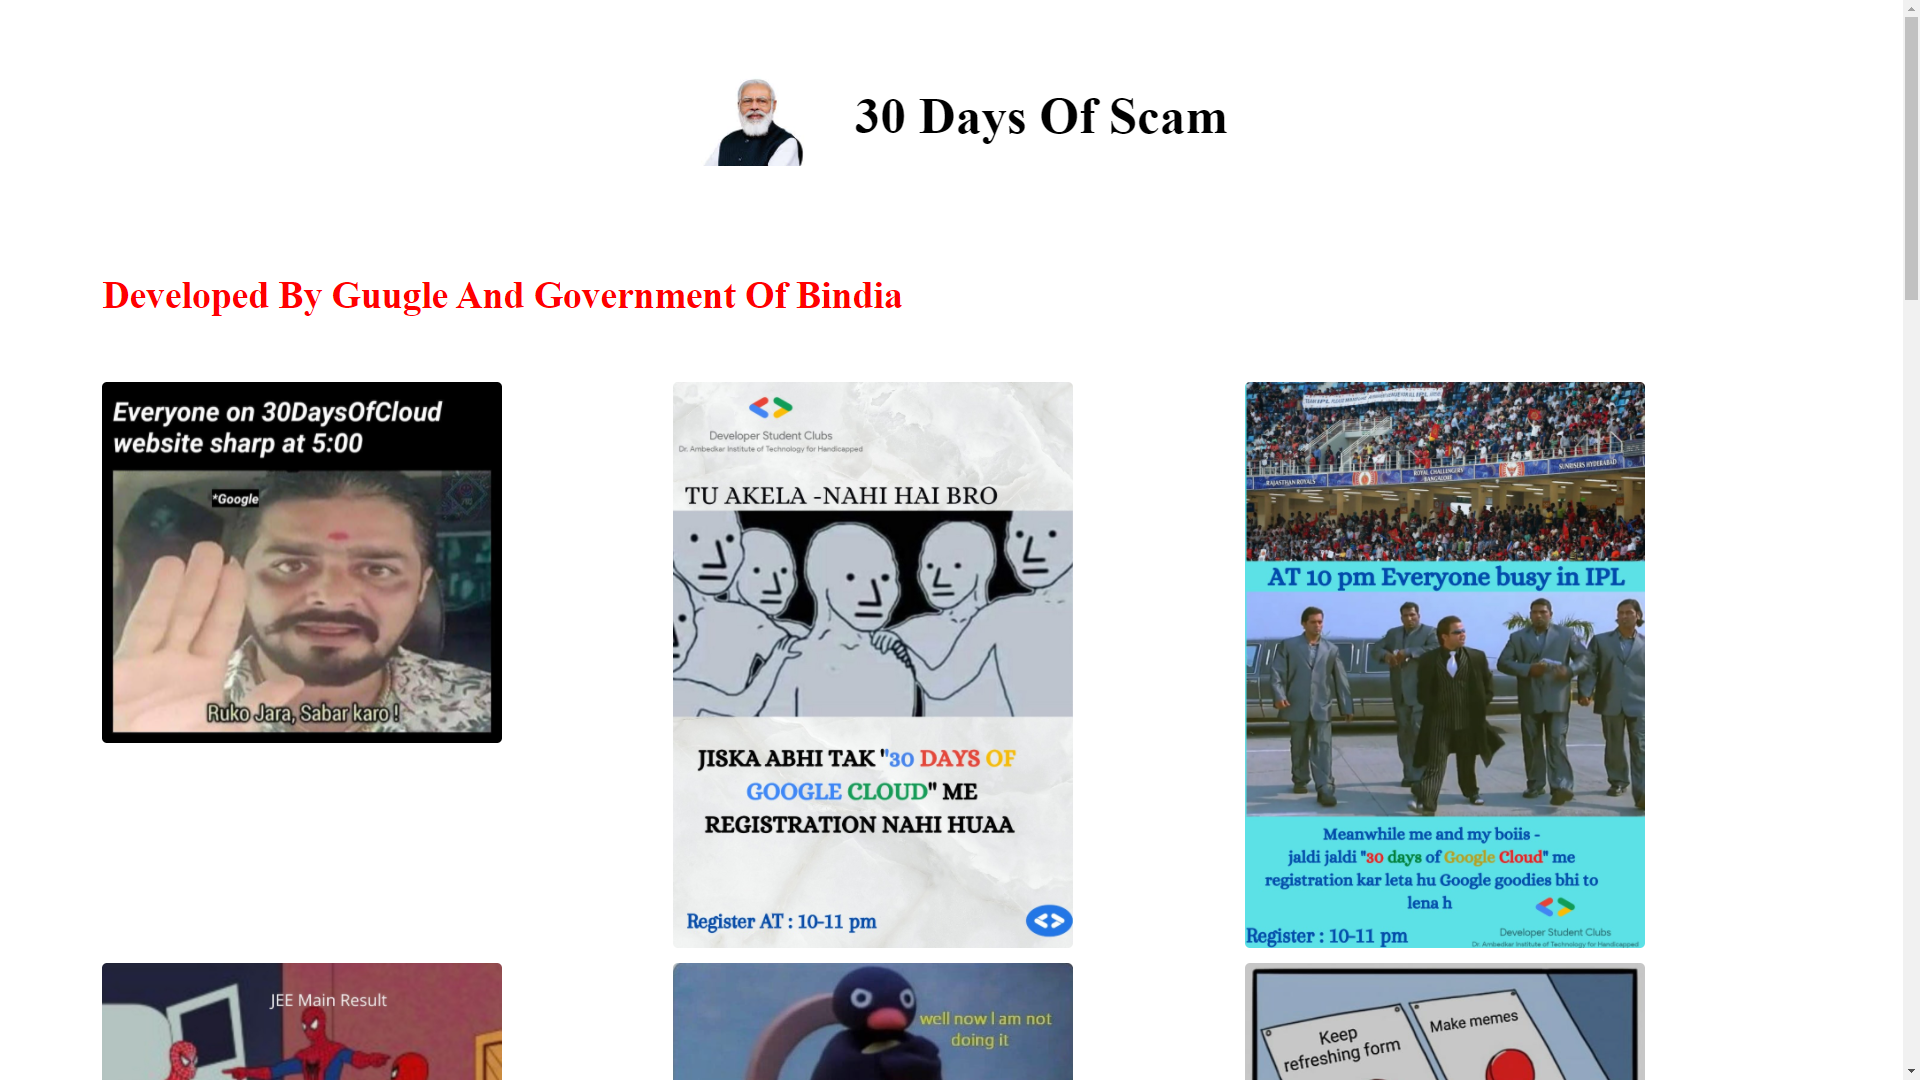 30 Days Of Scam
Developed By Guugle And Government Of Bindia
Everyone on 30DaysOfCloud
website sharp at 5:00
*Google
Ruko Jara, Sabar karo !
Developer Student Clubs
Dr. Ambedkar Institute of Technology for Handicapped
TU AKELA -NAHI HAI BRO
JISKA ABHI TAK "30 DAYS OF
GOOGLE CLOUD" ME
REGISTRATION NAHI HUAA
Register AT : 10-11 pm
RAJASTHAN ROYALS
ROYAL CHALLENGERS
BANGALORE
SUNRISERS HYDERABAD
AT 10 pm Everyone busy in IPL
Meanwhile me and my boiis -
jaldi jaldi "30 days of Google Cloud" me
registration kar leta hu Google goodies bhi to
lena h
Register : 10-11 pm
Developer Student Clubs
Dr. Ambedkar Institute of Technology for Handicapped
JEE Main Result
well now I am not
doing it
Keep
refreshing form
Make memes